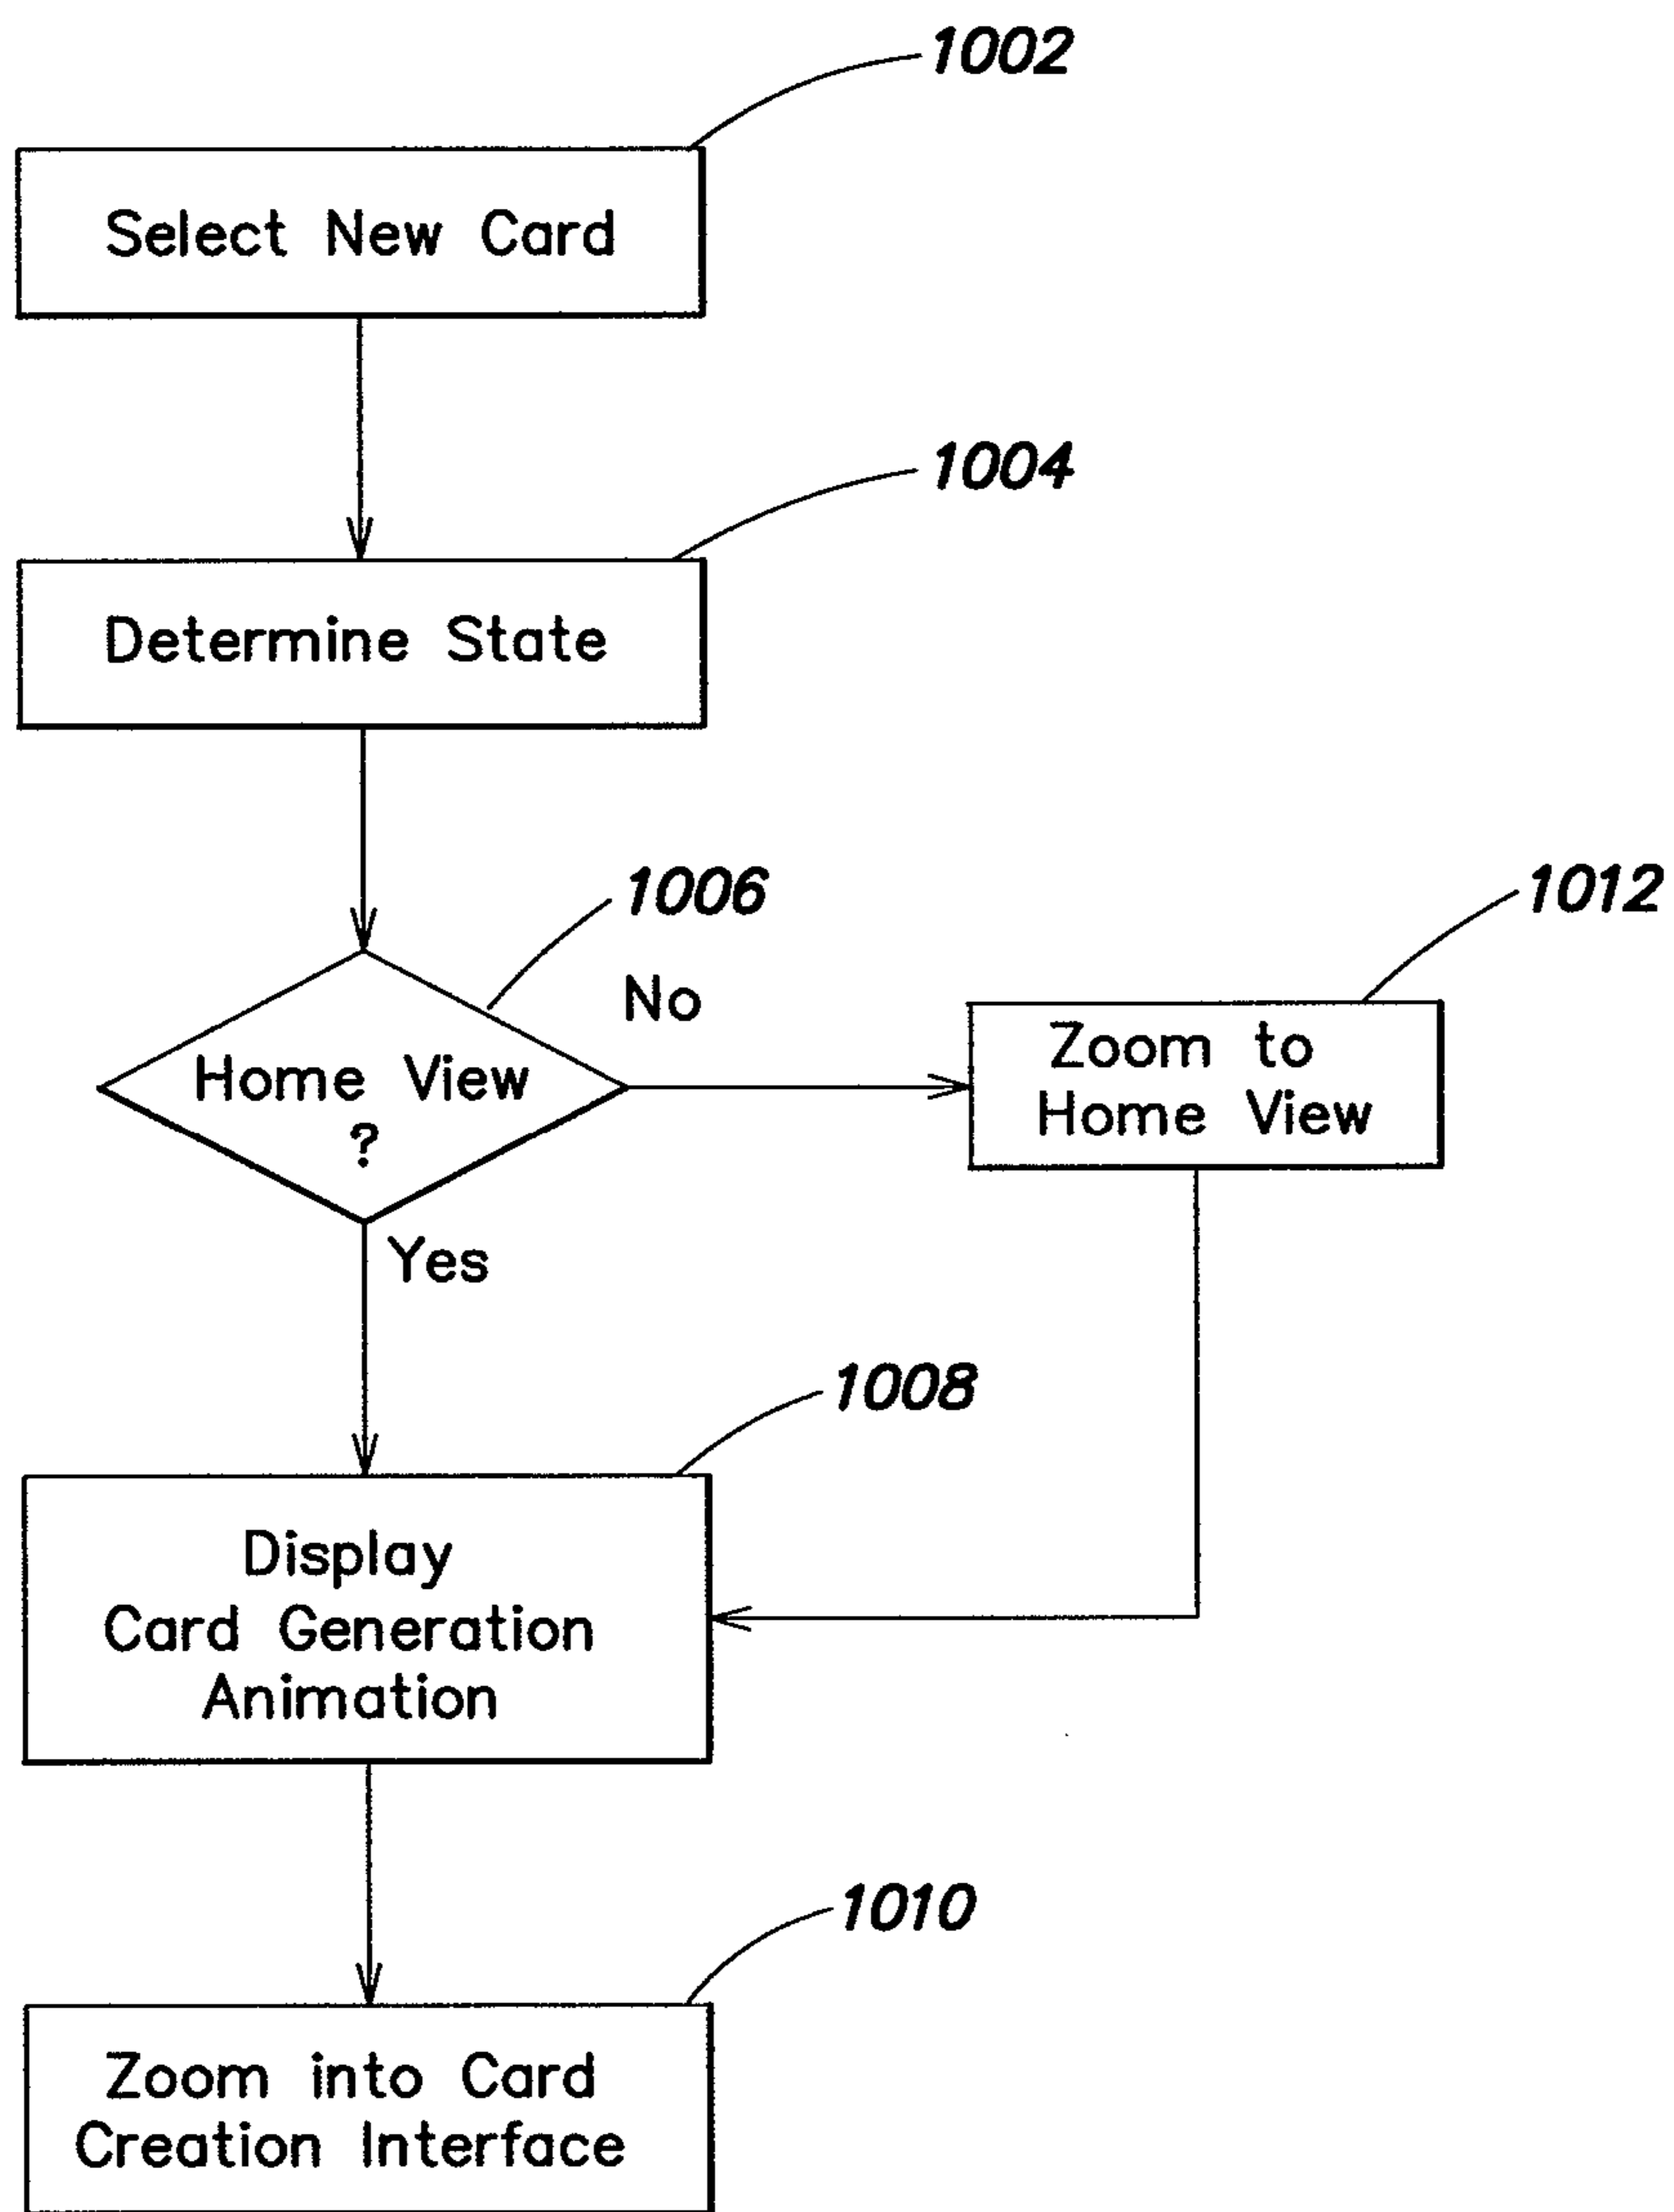 1002
Select New Card
1004
Determine State
1006
No
1012
Home View
?
Zoom to
Home View
Yes
1008
Display
Card Generation
Animation
1010
Zoom into Card
Creation Interface